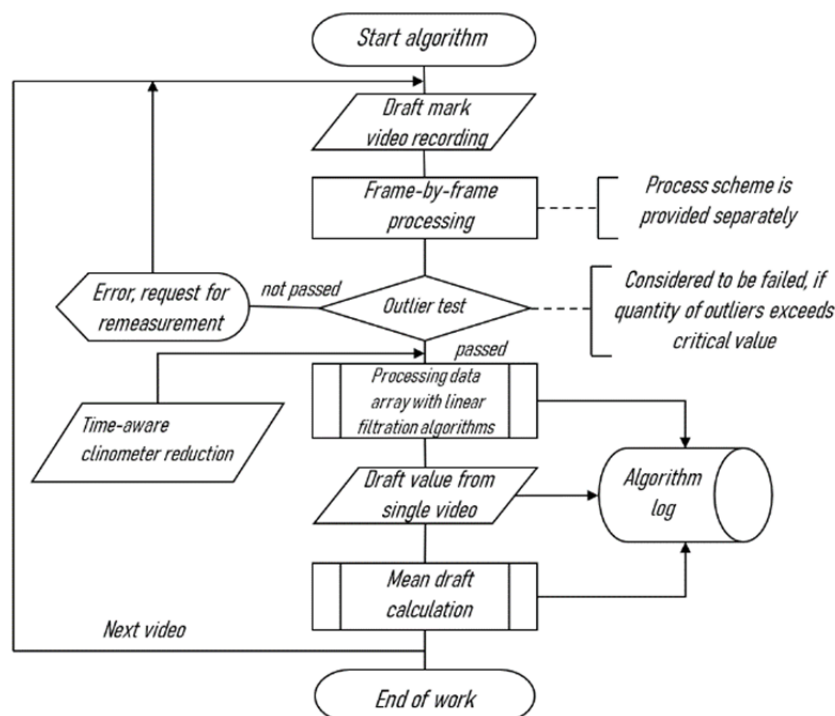 Start algorithm
Draft mark
video recording
Frame-by-frame
processing
Process scheme is
provided separately
Error, request for
remeasurement
not passed
Outlier test
Considered to be failed, if
quantity of outliers exceeds
critical value
passed
Processing data
array with linear
filtration algorithms
Time-aware
clinometer reduction
Draft value from
single video
Algorithm
log
Mean draft
calculation
Next video
End of work